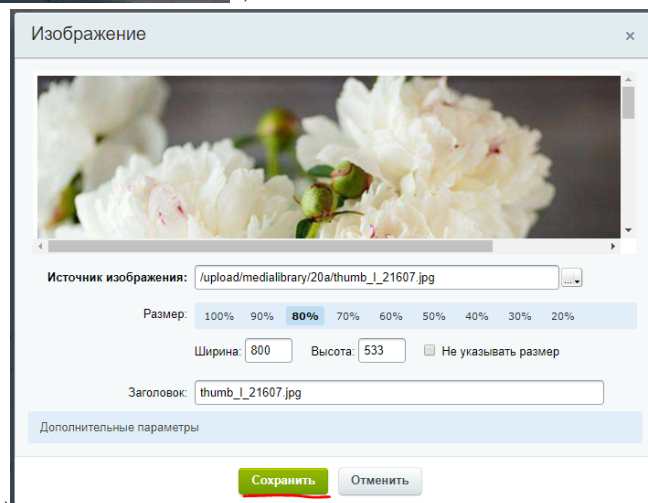 Изображение ×
Источник изображения: /upload/medialibrary/20a/thumb_l_21607.jpg ...
Размер: 100% 90% 80% 70% 60% 50% 40% 30% 20%
Ширина: 800 Высота: 533 Не указывать размер
Заголовок: thumb_l_21607.jpg
Дополнительные параметры
Сохранить Отменить